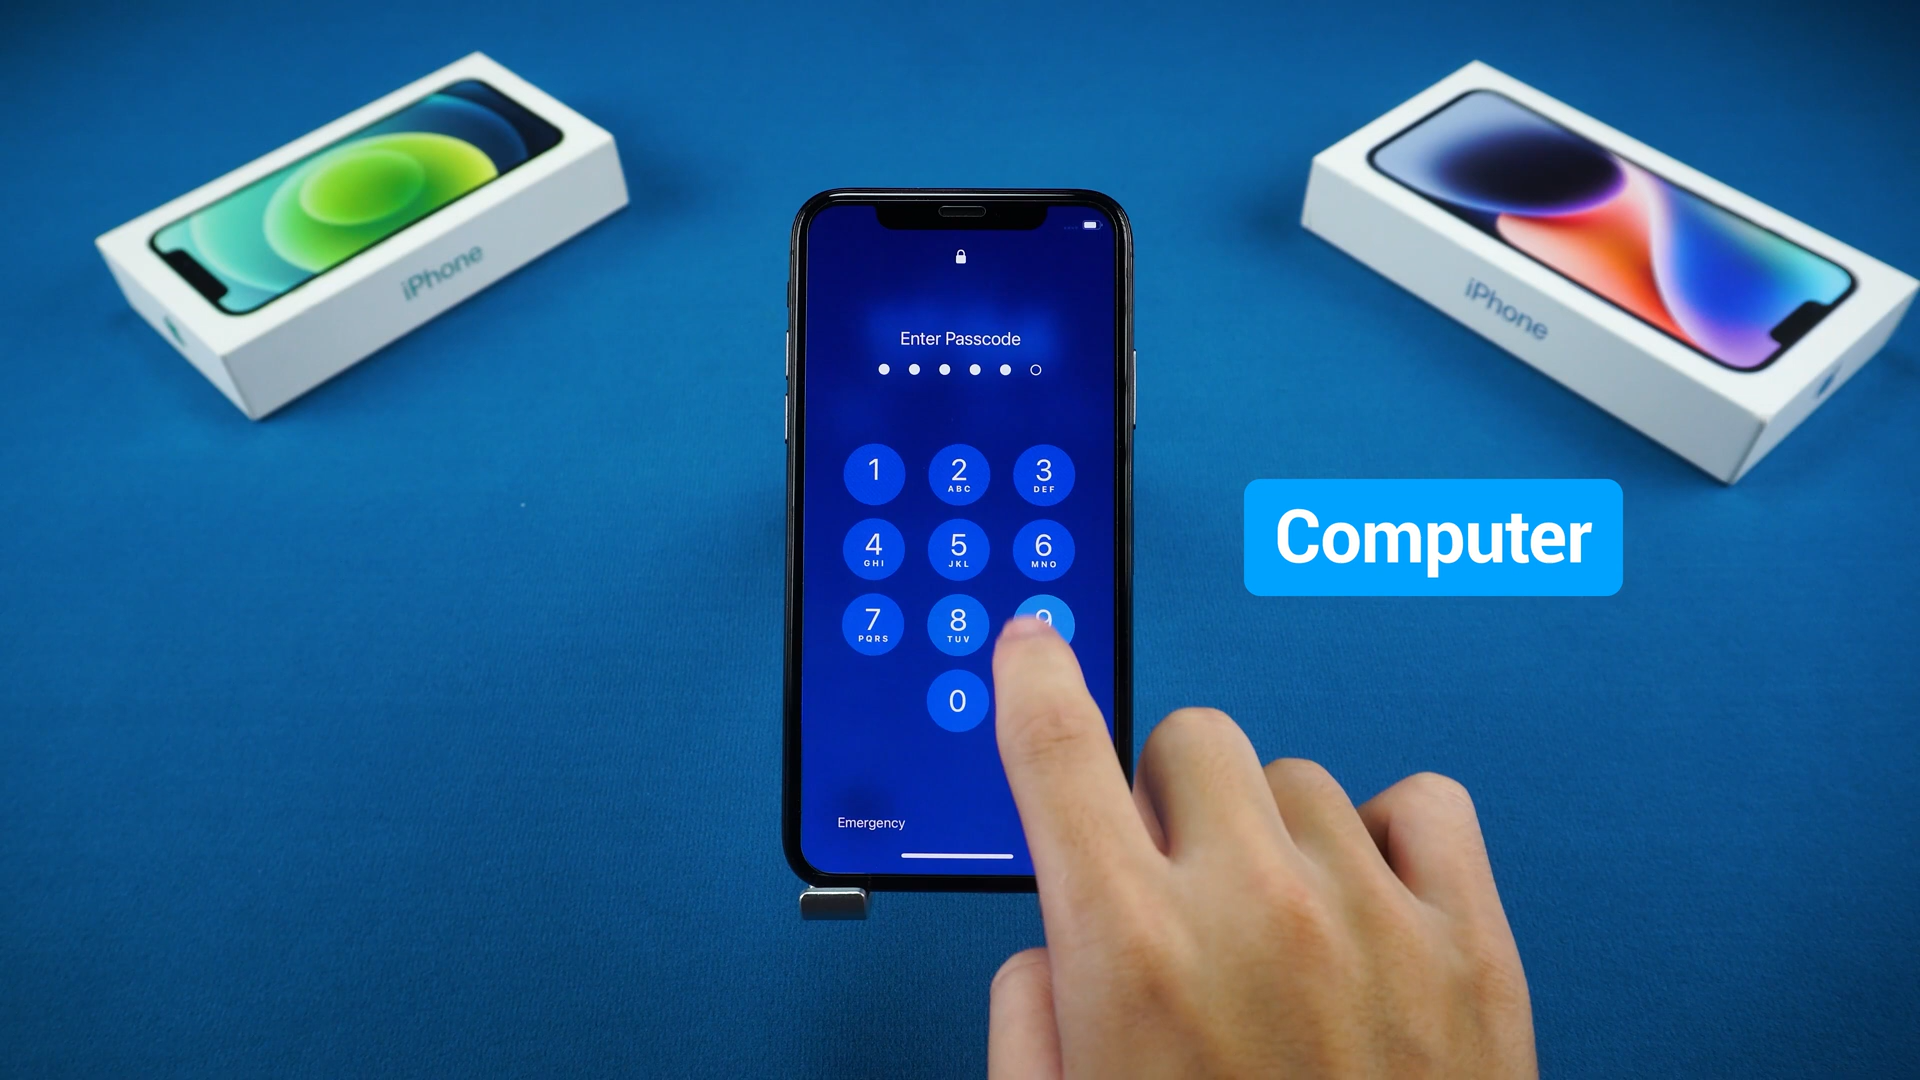 iPhone
iPhone
Enter Passcode
1
2
ABC
3
DEF
4
GHI
5
JKL
6
MNO
7
PQRS
8
TUV
9
0
Emergency
Computer